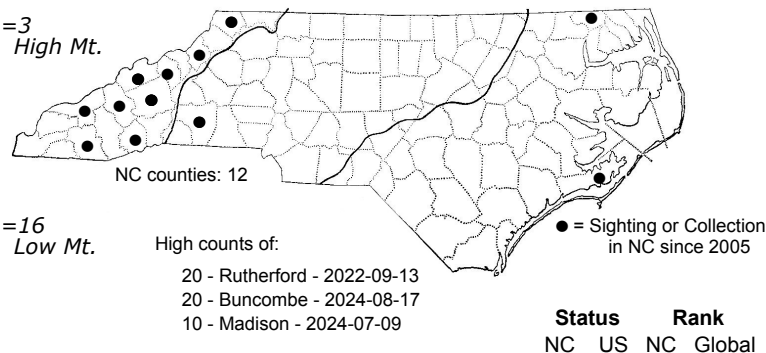 =3
High Mt.
NC counties: 12
=16
Low Mt.
High counts of:
20 - Rutherford - 2022-09-13
20 - Buncombe - 2024-08-17
10 - Madison - 2024-07-09
● = Sighting or Collection
in NC since 2005
Status Rank
NC US NC Global